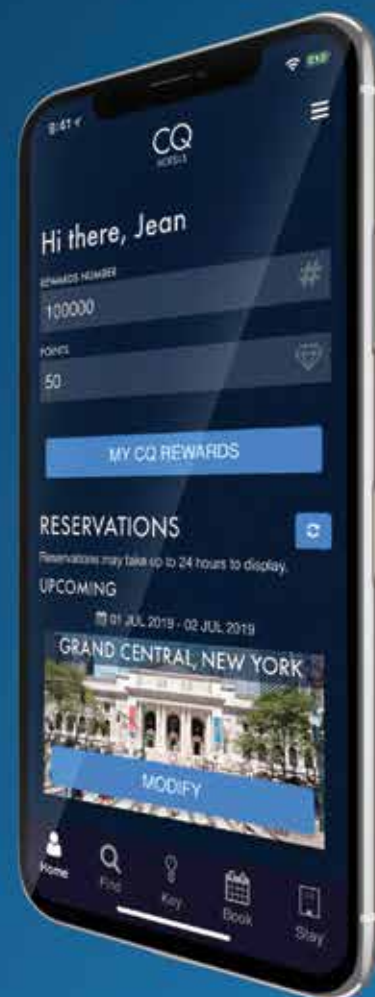 9:41
CQ
HOTELS
Hi there, Jean
REWARDS NUMBER
100000
#
POINTS
50
MY CQ REWARDS
RESERVATIONS
Reservations may take up to 24 hours to display.
UPCOMING
01 JUL 2019 - 02 JUL 2019
GRAND CENTRAL, NEW YORK
MODIFY
Home
Find
Key
Book
Stay